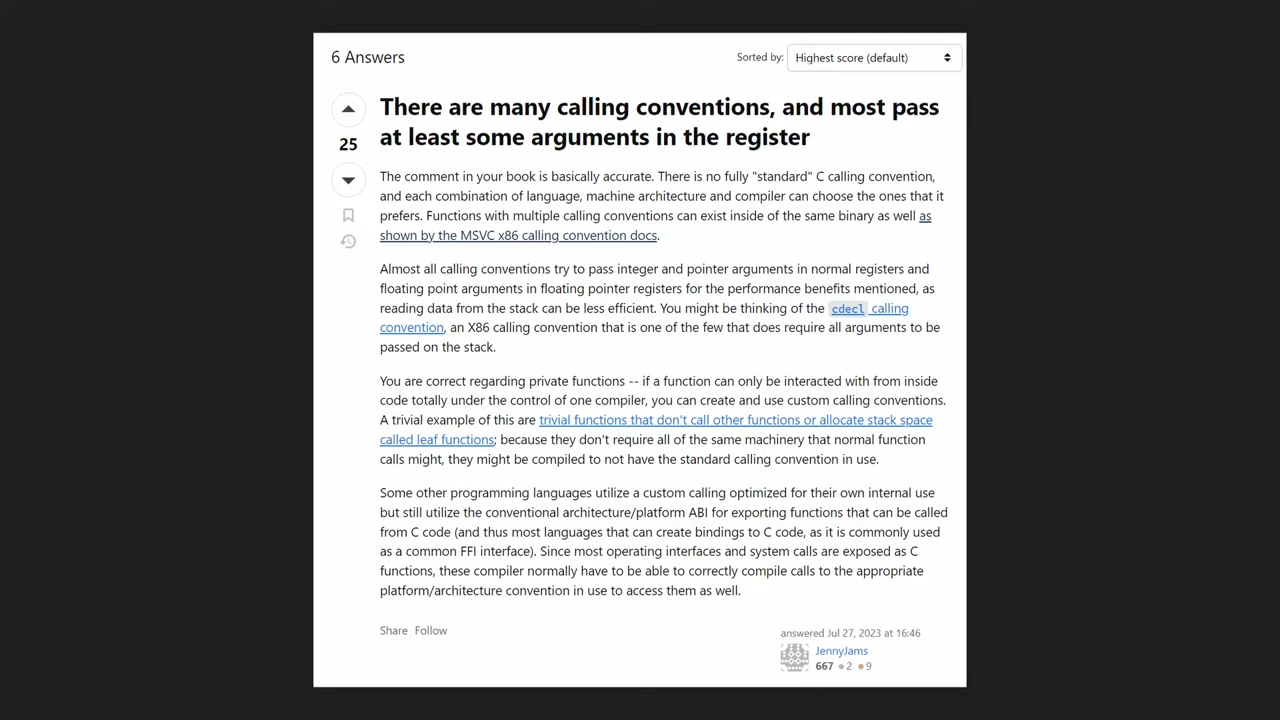 6 Answers
Sorted by:
Highest score (default)
There are many calling conventions, and most pass
at least some arguments in the register
25
The comment in your book is basically accurate. There is no fully "standard" C calling convention,
and each combination of language, machine architecture and compiler can choose the ones that it
prefers. Functions with multiple calling conventions can exist inside of the same binary as well as
shown by the MSVC x86 calling convention docs.
Almost all calling conventions try to pass integer and pointer arguments in normal registers and
floating point arguments in floating pointer registers for the performance benefits mentioned, as
reading data from the stack can be less efficient. You might be thinking of the cdecl calling
convention, an X86 calling convention that is one of the few that does require all arguments to be
passed on the stack.
You are correct regarding private functions -- if a function can only be interacted with from inside
code totally under the control of one compiler, you can create and use custom calling conventions.
A trivial example of this are trivial functions that don't call other functions or allocate stack space
called leaf functions; because they don't require all of the same machinery that normal function
calls might, they might be compiled to not have the standard calling convention in use.
Some other programming languages utilize a custom calling optimized for their own internal use
but still utilize the conventional architecture/platform ABI for exporting functions that can be called
from C code (and thus most languages that can create bindings to C code, as it is commonly used
as a common FFI interface). Since most operating interfaces and system calls are exposed as C
functions, these compiler normally have to be able to correctly compile calls to the appropriate
platform/architecture convention in use to access them as well.
Share Follow
answered Jul 27, 2023 at 16:46
JennyJams
667 2 9